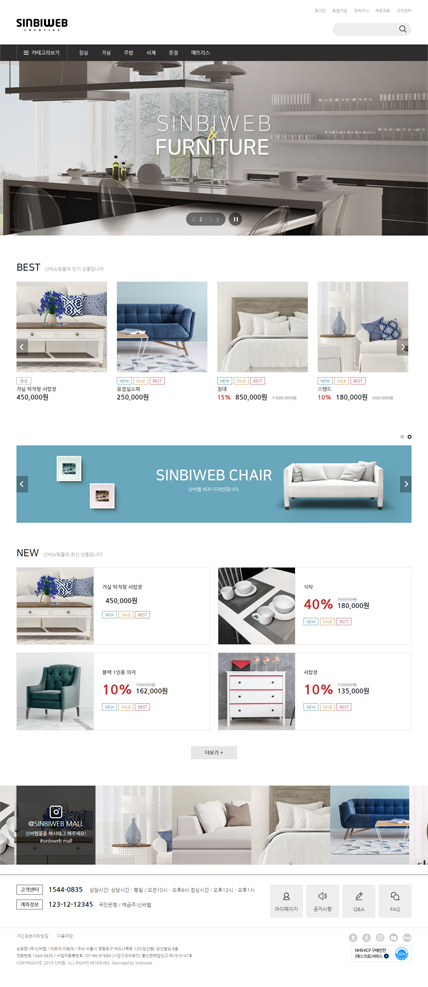 로그인 회원가입 장바구니 주문조회 고객센터
SINBIWEB
CREATIVE
카테고리보기 침실 거실 주방 서재 옷장 매트리스
SINBIWEB
&
FURNITURE
2 / 3
BEST 신비쇼핑몰의 인기 상품입니다.
거실 탁자형 서랍장
450,000원
NEW SALE BEST
응접실소파
250,000원
NEW SALE BEST
침대
15% 850,000원 1,000,000원
NEW SALE BEST
스탠드
10% 180,000원 200,000원
SINBIWEB CHAIR
신비웹 의자 디자인입니다.
NEW 신비쇼핑몰의 최신 상품입니다.
거실 탁자형 서랍장
450,000원
NEW SALE BEST
식탁
40% 300,000원
180,000원
NEW SALE BEST
블랙 1인용 의자
10% 180,000원
162,000원
NEW SALE BEST
서랍장
10% 150,000원
135,000원
NEW SALE BEST
더보기 +
@SINBIWEB MALL
신비웹몰을 해시태그 해주세요!
#sinbiweb mall
고객센터 1544-0835 상담시간: 상담시간 : 평일 : 오전10시 - 오후6시 점심시간 : 오후12시 - 오후1시
계좌정보 123-12-12345 국민은행 / 예금주:신비웹
마이페이지 공지사항 Q&A FAQ
개인정보처리방침 이용약관
COPYRIGHT(C) 2019 신비웹. ALL RIGHTS RESERVED.